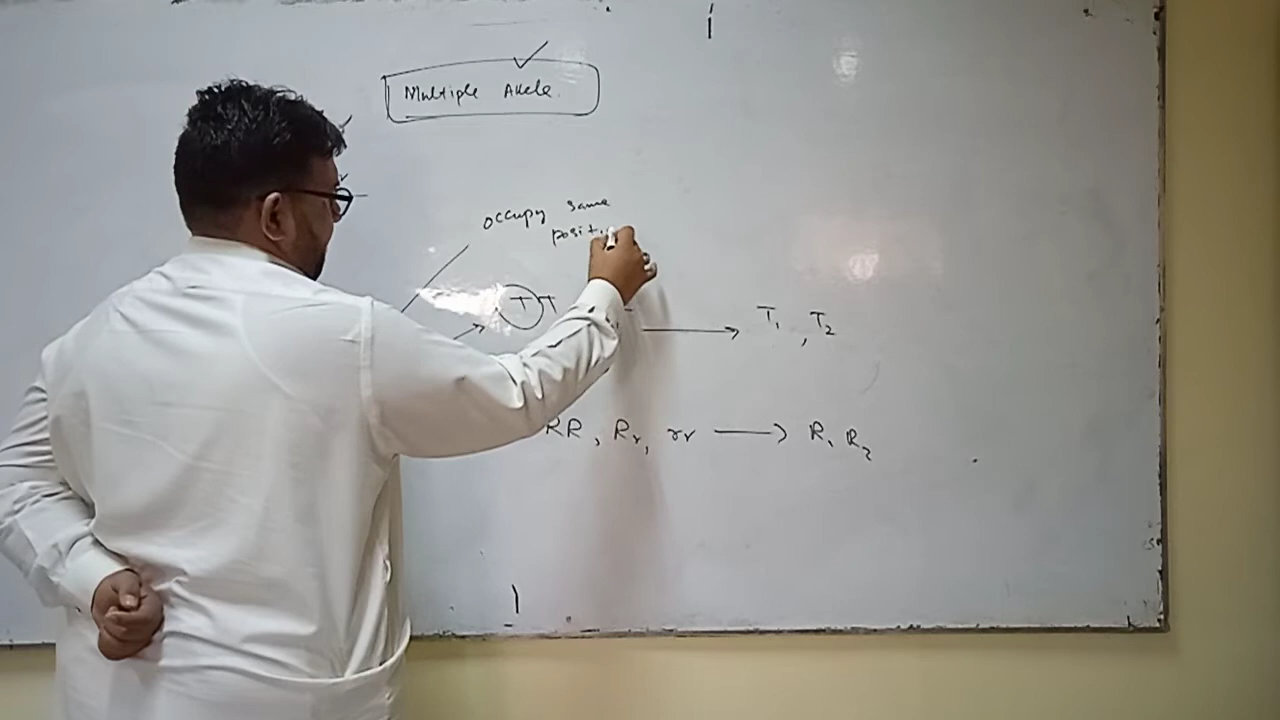 Multiple Allele.
occupy same
posit
TT
T₁, T₂
RR, Rr, rr → R₁ R₂